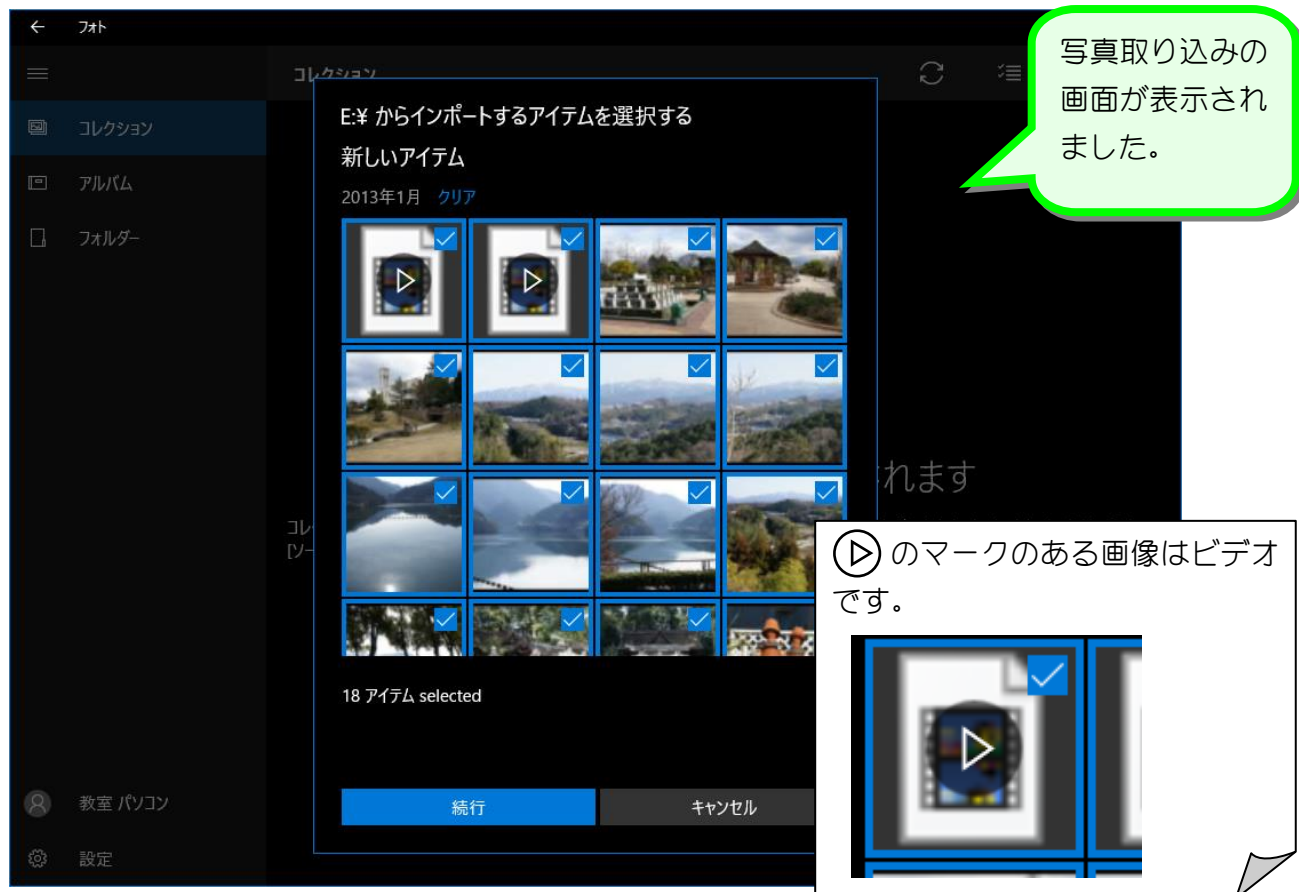 フォト
コレクション
コレクション
アルバム
フォルダー
E:¥ からインポートするアイテムを選択する
新しいアイテム
2013年1月 クリア
されます
コレ
[ソー
18 アイテム selected
続行
キャンセル
教室 パソコン
設定
写真取り込みの
画面が表示され
ました。
のマークのある画像はビデオ
です。